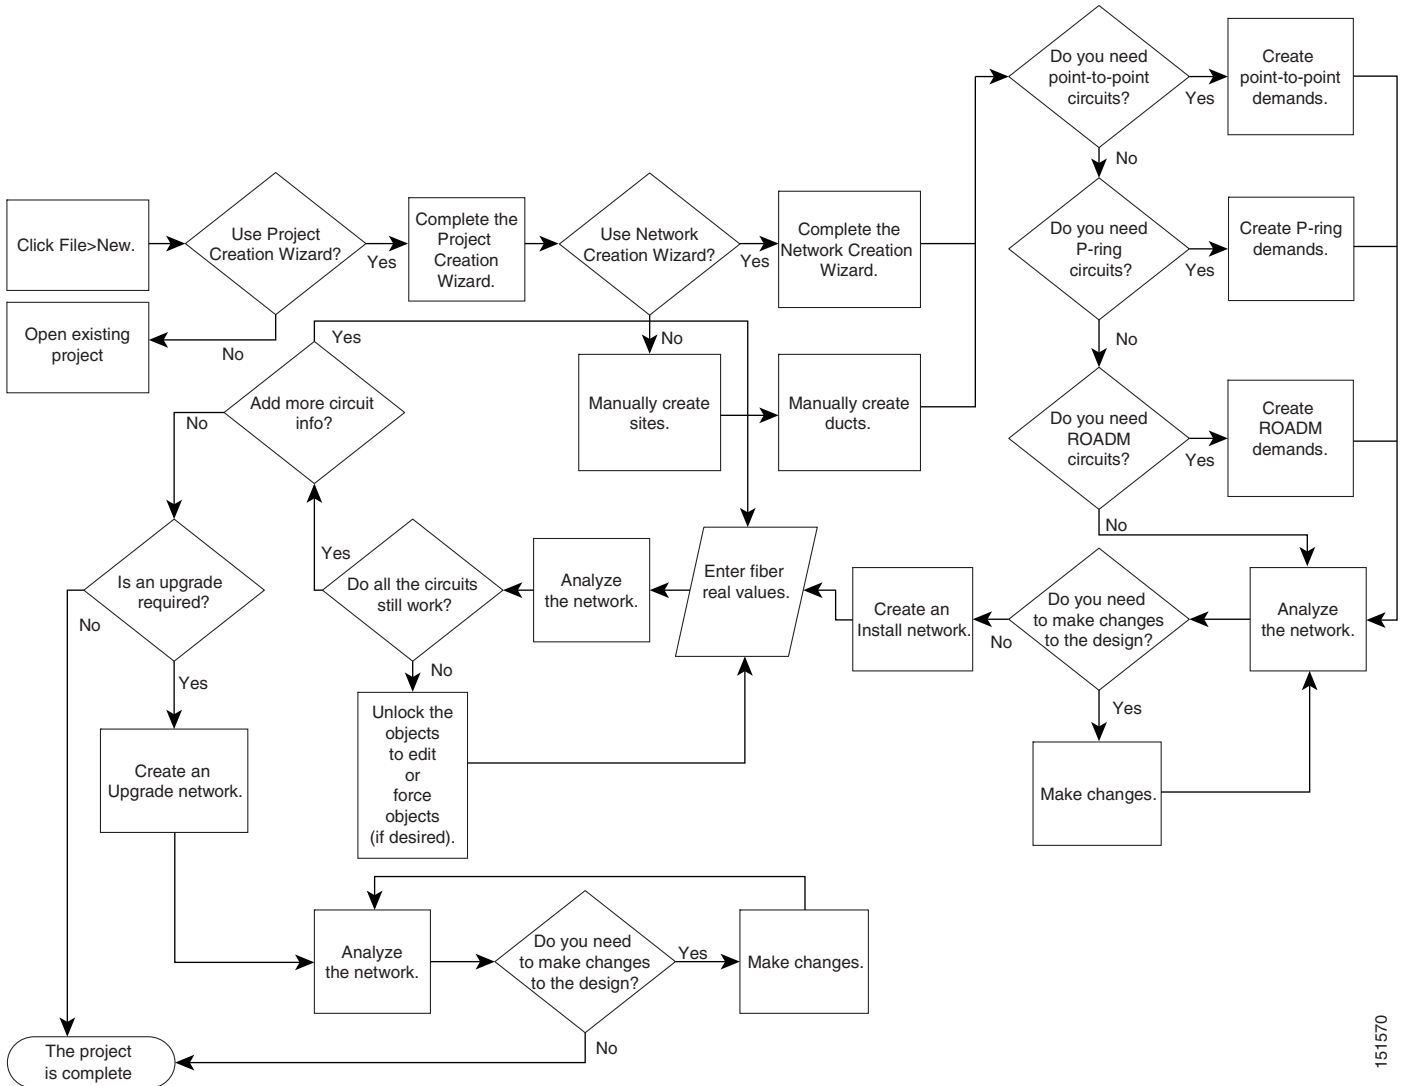 Do you need
point-to-point
circuits?
Yes
Create
point-to-point
demands.
No
Click File>New.
Use Project
Creation Wizard?
Yes
Complete the
Project
Creation
Wizard.
Use Network
Creation Wizard?
Yes
Complete the
Network Creation
Wizard.
Do you need
P-ring
circuits?
Yes
Create P-ring
demands.
Open existing
project
No
Yes
No
No
Add more circuit
info?
No
Manually create
sites.
Manually create
ducts.
Do you need
ROADM
circuits?
Yes
Create
ROADM
demands.
No
Is an upgrade
required?
No
Yes
Yes
Do all the circuits
still work?
No
Analyze
the network.
Enter fiber
real values.
Create an
Install network.
No
Do you need
to make changes
to the design?
Yes
Analyze
the network.
Unlock the
objects
to edit
or
force
objects
(if desired).
Make changes.
Create an
Upgrade network.
Analyze
the network.
Do you need
to make changes
to the design?
Yes
Make changes.
No
The project
is complete
151570